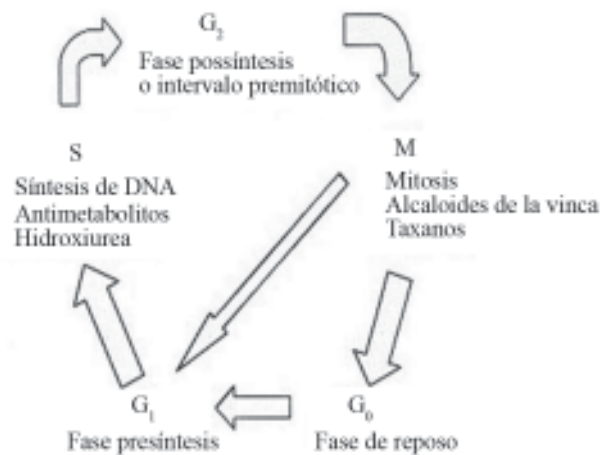 G₂
Fase possíntesis
o intervalo premitótico
S
Síntesis de DNA
Antimetabolitos
Hidroxiurea
M
Mitosis
Alcaloides de la vinca
Taxanos
G₁
Fase presíntesis
G₀
Fase de reposo